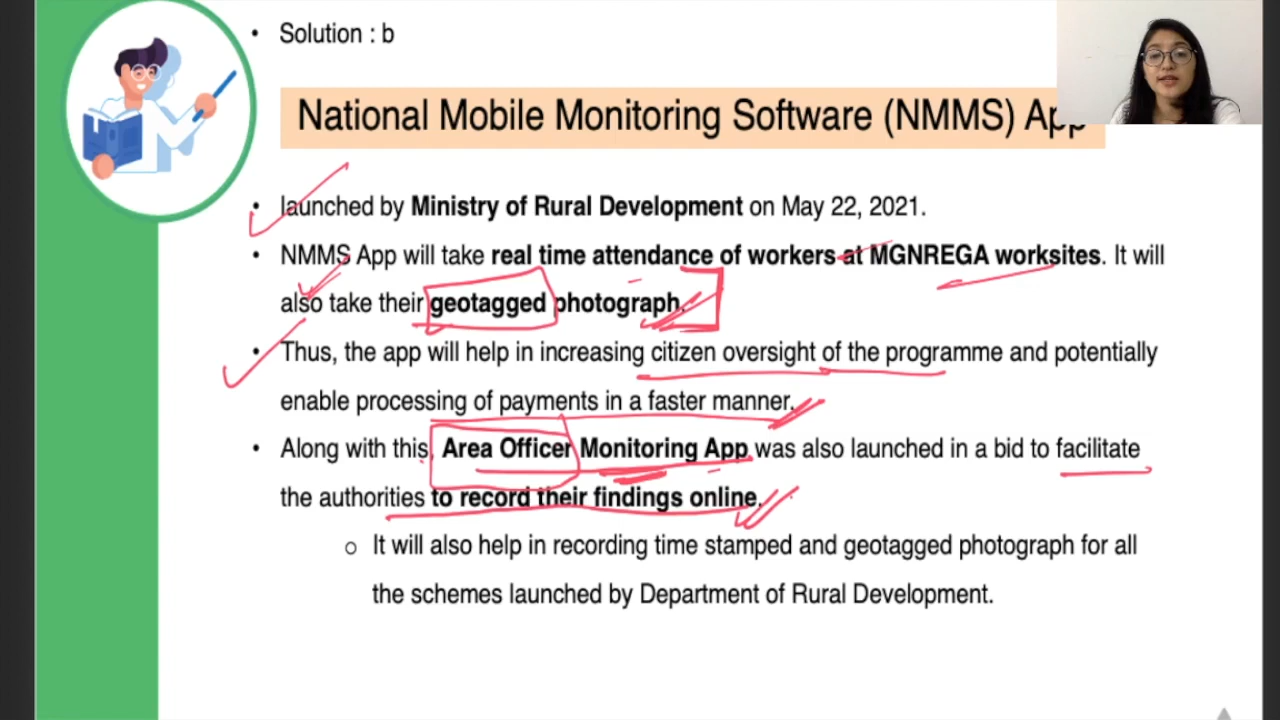 • Solution : b
National Mobile Monitoring Software (NMMS) App
• launched by Ministry of Rural Development on May 22, 2021.
• NMMS App will take real time attendance of workers at MGNREGA worksites. It will
also take their geotagged photograph.
• Thus, the app will help in increasing citizen oversight of the programme and potentially
enable processing of payments in a faster manner.
• Along with this, Area Officer Monitoring App was also launched in a bid to facilitate
the authorities to record their findings online.
o It will also help in recording time stamped and geotagged photograph for all
the schemes launched by Department of Rural Development.